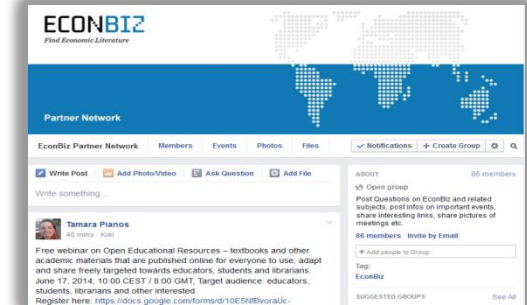 ECONBIZ
Find Economic Literature
Partner Network
EconBiz Partner Network Members Events Photos Files Notifications + Create Group
Write Post Add Photo/Video Ask Question Add File
Write something...
Tamara Pianos
46 mins · Kiel
Free webinar on Open Educational Resources – textbooks and other
academic materials that are published online for everyone to use, adapt
and share freely targeted towards educators, students and librarians.
June 17, 2014, 10:00 CEST / 8:00 GMT, Target audience: educators,
students, librarians and other interested.
Register here: https://docs.google.com/forms/d/10E5NfBvoraUc-
ABOUT 86 members
Open group
Post Questions on EconBiz and related
subjects, post infos on important events,
share interesting links, share pictures of
meetings etc.
86 members · Invite by Email
+ Add people to Group
Tag:
EconBiz
SUGGESTED GROUPS See All